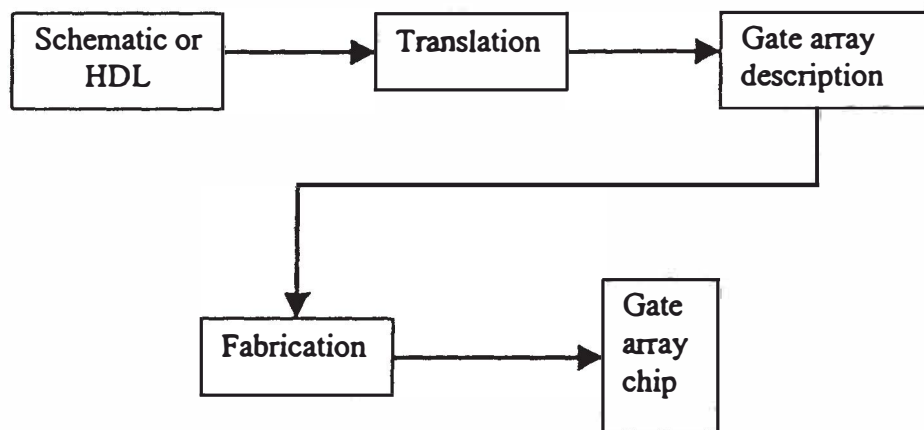 Schematic or
HDL
Translation
Gate array
description
Fabrication
Gate
array
chip